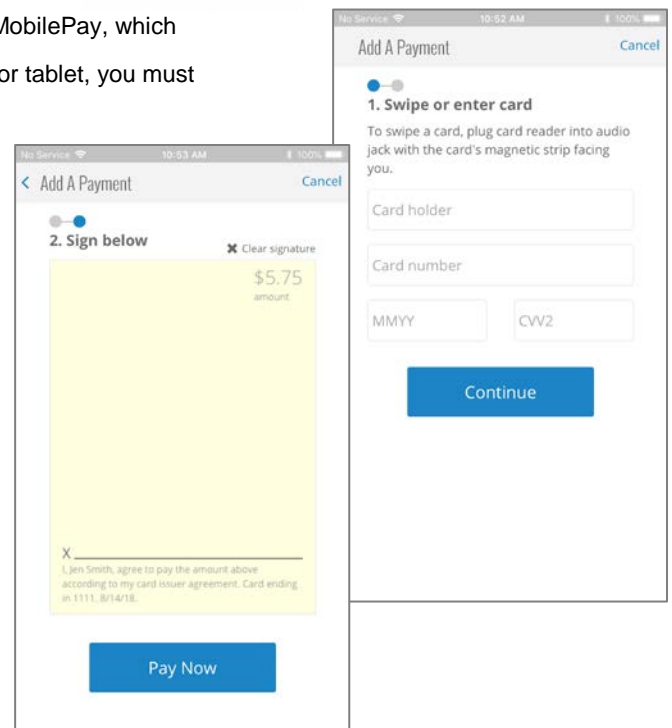 MobilePay, which
or tablet, you must
No Service 10:52 AM 100%
Add A Payment Cancel
1. Swipe or enter card
To swipe a card, plug card reader into audio
jack with the card's magnetic strip facing
you.
Card holder
Card number
MMYY CVV2
Continue
No Service 10:53 AM 100%
Add A Payment Cancel
2. Sign below ✖ Clear signature
$5.75
amount
X
I, Jen Smith, agree to pay the amount above
according to my card issuer agreement. Card ending
in 1111, 8/14/18.
Pay Now